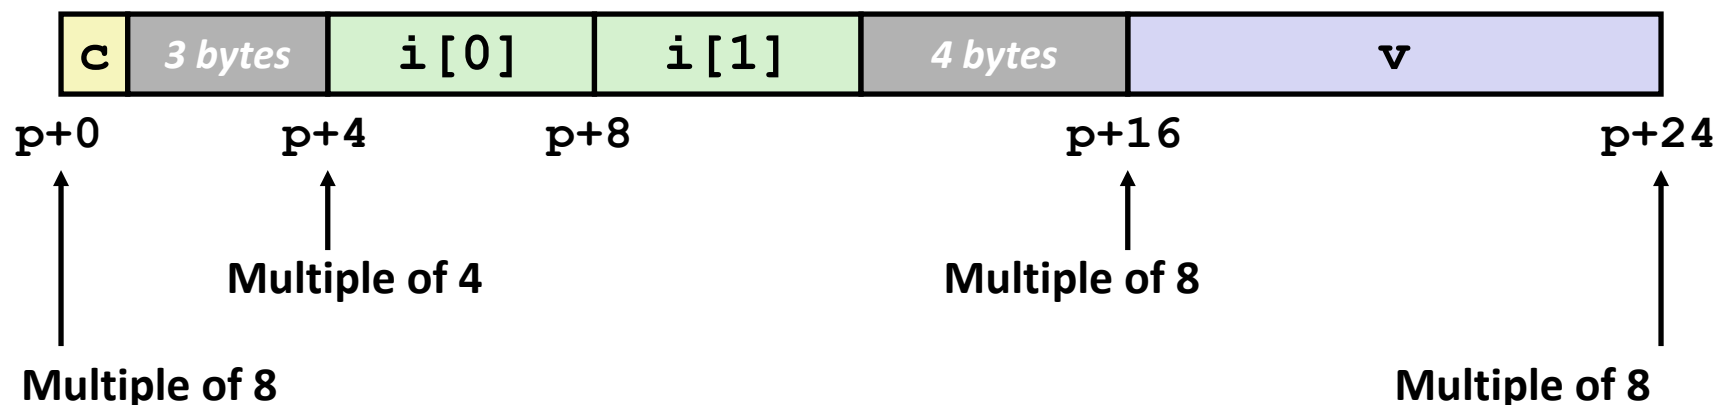 c 3 bytes i[0] i[1] 4 bytes v
p+0 p+4 p+8 p+16 p+24
Multiple of 4 Multiple of 8
Multiple of 8 Multiple of 8